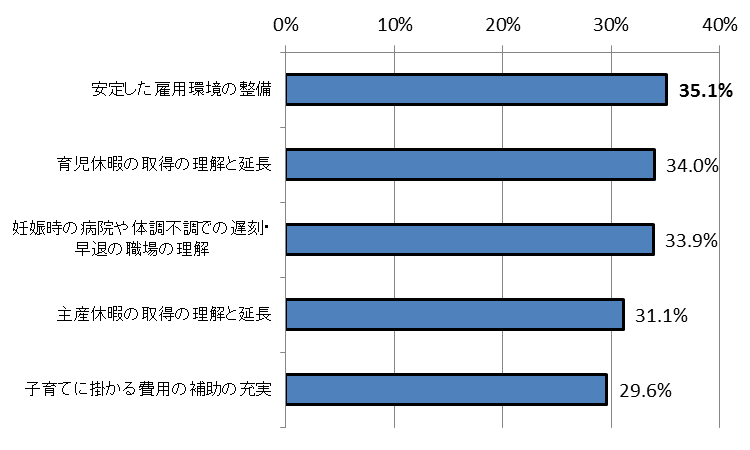 0% 10% 20% 30% 40%
安定した雇用環境の整備 35.1%
育児休暇の取得の理解と延長 34.0%
妊娠時の病院や体調不調での遅刻・
早退の職場の理解 33.9%
主産休暇の取得の理解と延長 31.1%
子育てに掛かる費用の補助の充実 29.6%